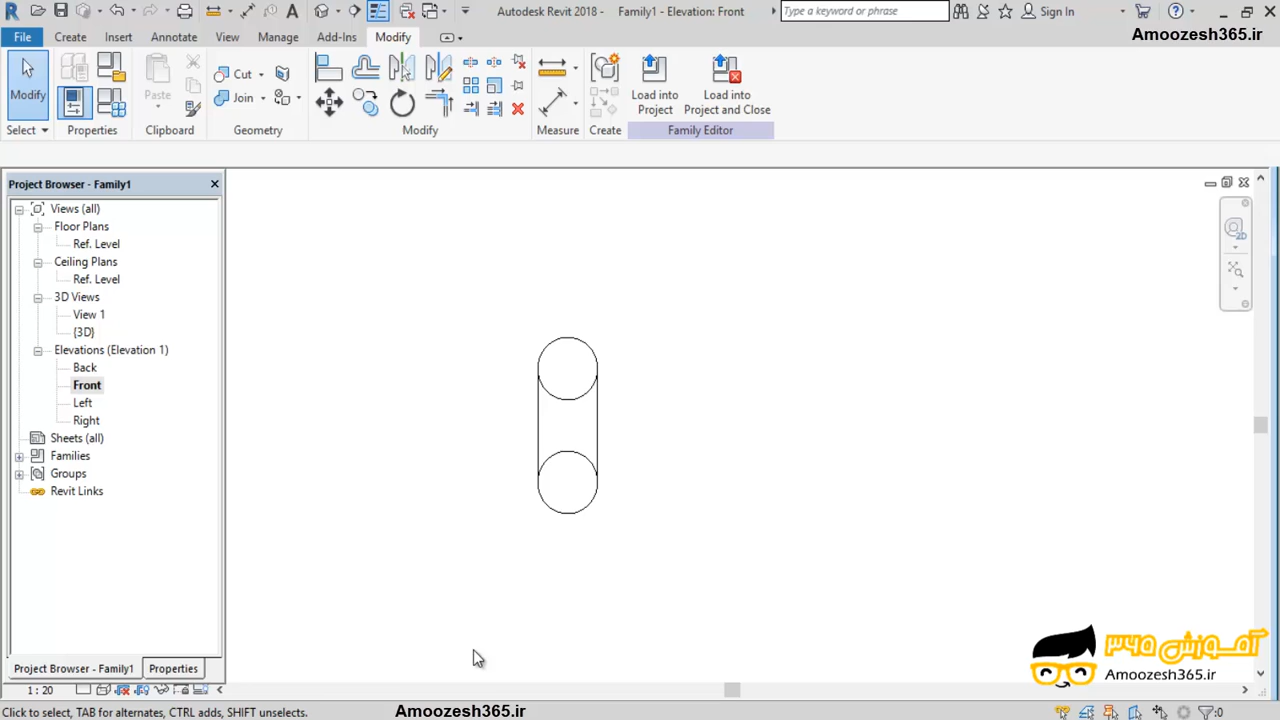 Autodesk Revit 2018 -     Family1 - Elevation: Front
Type a keyword or phrase
Sign In
Amoozesh365.ir
File Create Insert Annotate View Manage Add-Ins Modify
Modify
Paste
Cut
Join
Load into Project
Load into Project and Close
Select Properties Clipboard Geometry Modify Measure Create Family Editor
Project Browser - Family1
Views (all)
Floor Plans
Ref. Level
Ceiling Plans
Ref. Level
3D Views
View 1
{3D}
Elevations (Elevation 1)
Back
Front
Left
Right
Sheets (all)
Families
Groups
Revit Links
2D
Project Browser - Family1 Properties
آموزش ۳۶۵
Amoozesh365.ir
1 : 20
Click to select, TAB for alternates, CTRL adds, SHIFT unselects.
Amoozesh365.ir
:0